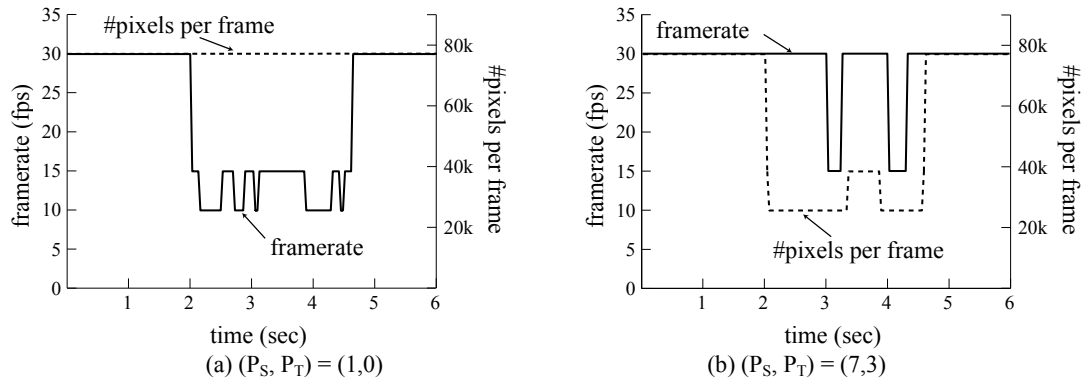 35
30
25
20
15
10
5
0
framerate (fps)
#pixels per frame
framerate
80k
60k
40k
20k
#pixels per frame
1 2 3 4 5 6
time (sec)
(a) (P_S, P_T) = (1,0)
35
30
25
20
15
10
5
0
framerate (fps)
framerate
#pixels per frame
80k
60k
40k
20k
#pixels per frame
1 2 3 4 5 6
time (sec)
(b) (P_S, P_T) = (7,3)